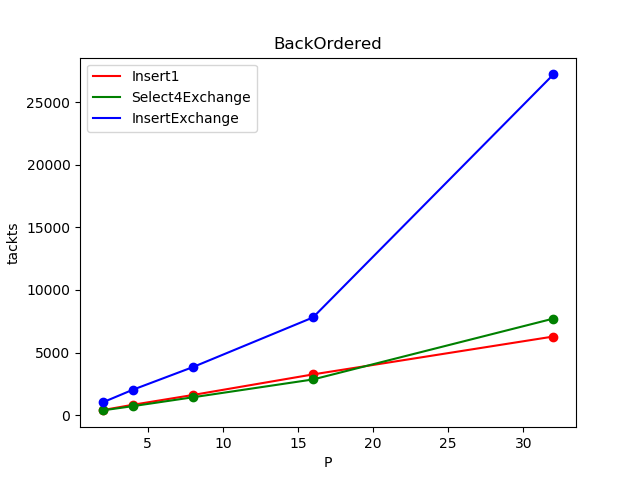 BackOrdered
Insert1
Select4Exchange
InsertExchange
25000
20000
15000
10000
5000
0
tackts
5 10 15 20 25 30
P